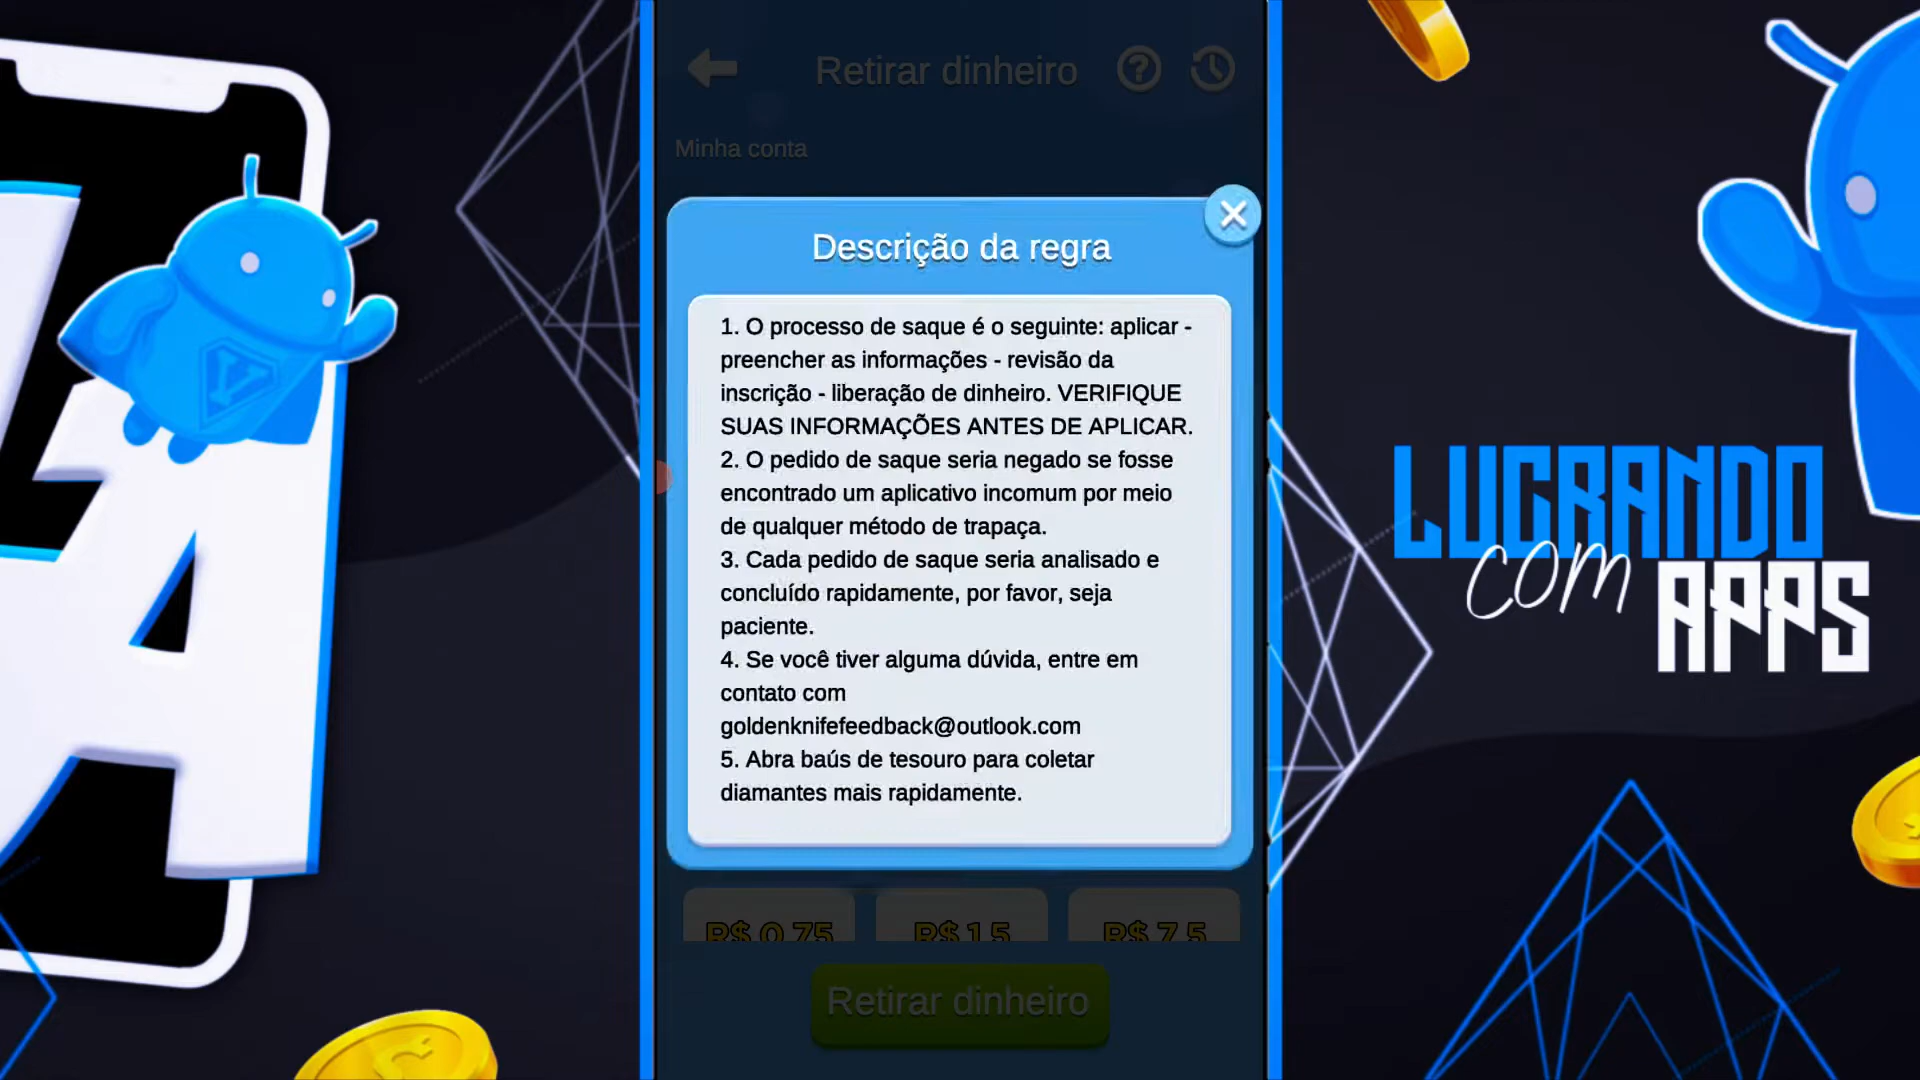 Retirar dinheiro
Minha conta
Descrição da regra
1. O processo de saque é o seguinte: aplicar -
preencher as informações - revisão da
inscrição - liberação de dinheiro. VERIFIQUE
SUAS INFORMAÇÕES ANTES DE APLICAR.
2. O pedido de saque seria negado se fosse
encontrado um aplicativo incomum por meio
de qualquer método de trapaça.
3. Cada pedido de saque seria analisado e
concluído rapidamente, por favor, seja
paciente.
4. Se você tiver alguma dúvida, entre em
contato com
goldenknifefeedback@outlook.com
5. Abra baús de tesouro para coletar
diamantes mais rapidamente.
R$ 0.75 R$ 1.5 R$ 7.5
Retirar dinheiro
LUCRANDO
com
APPS